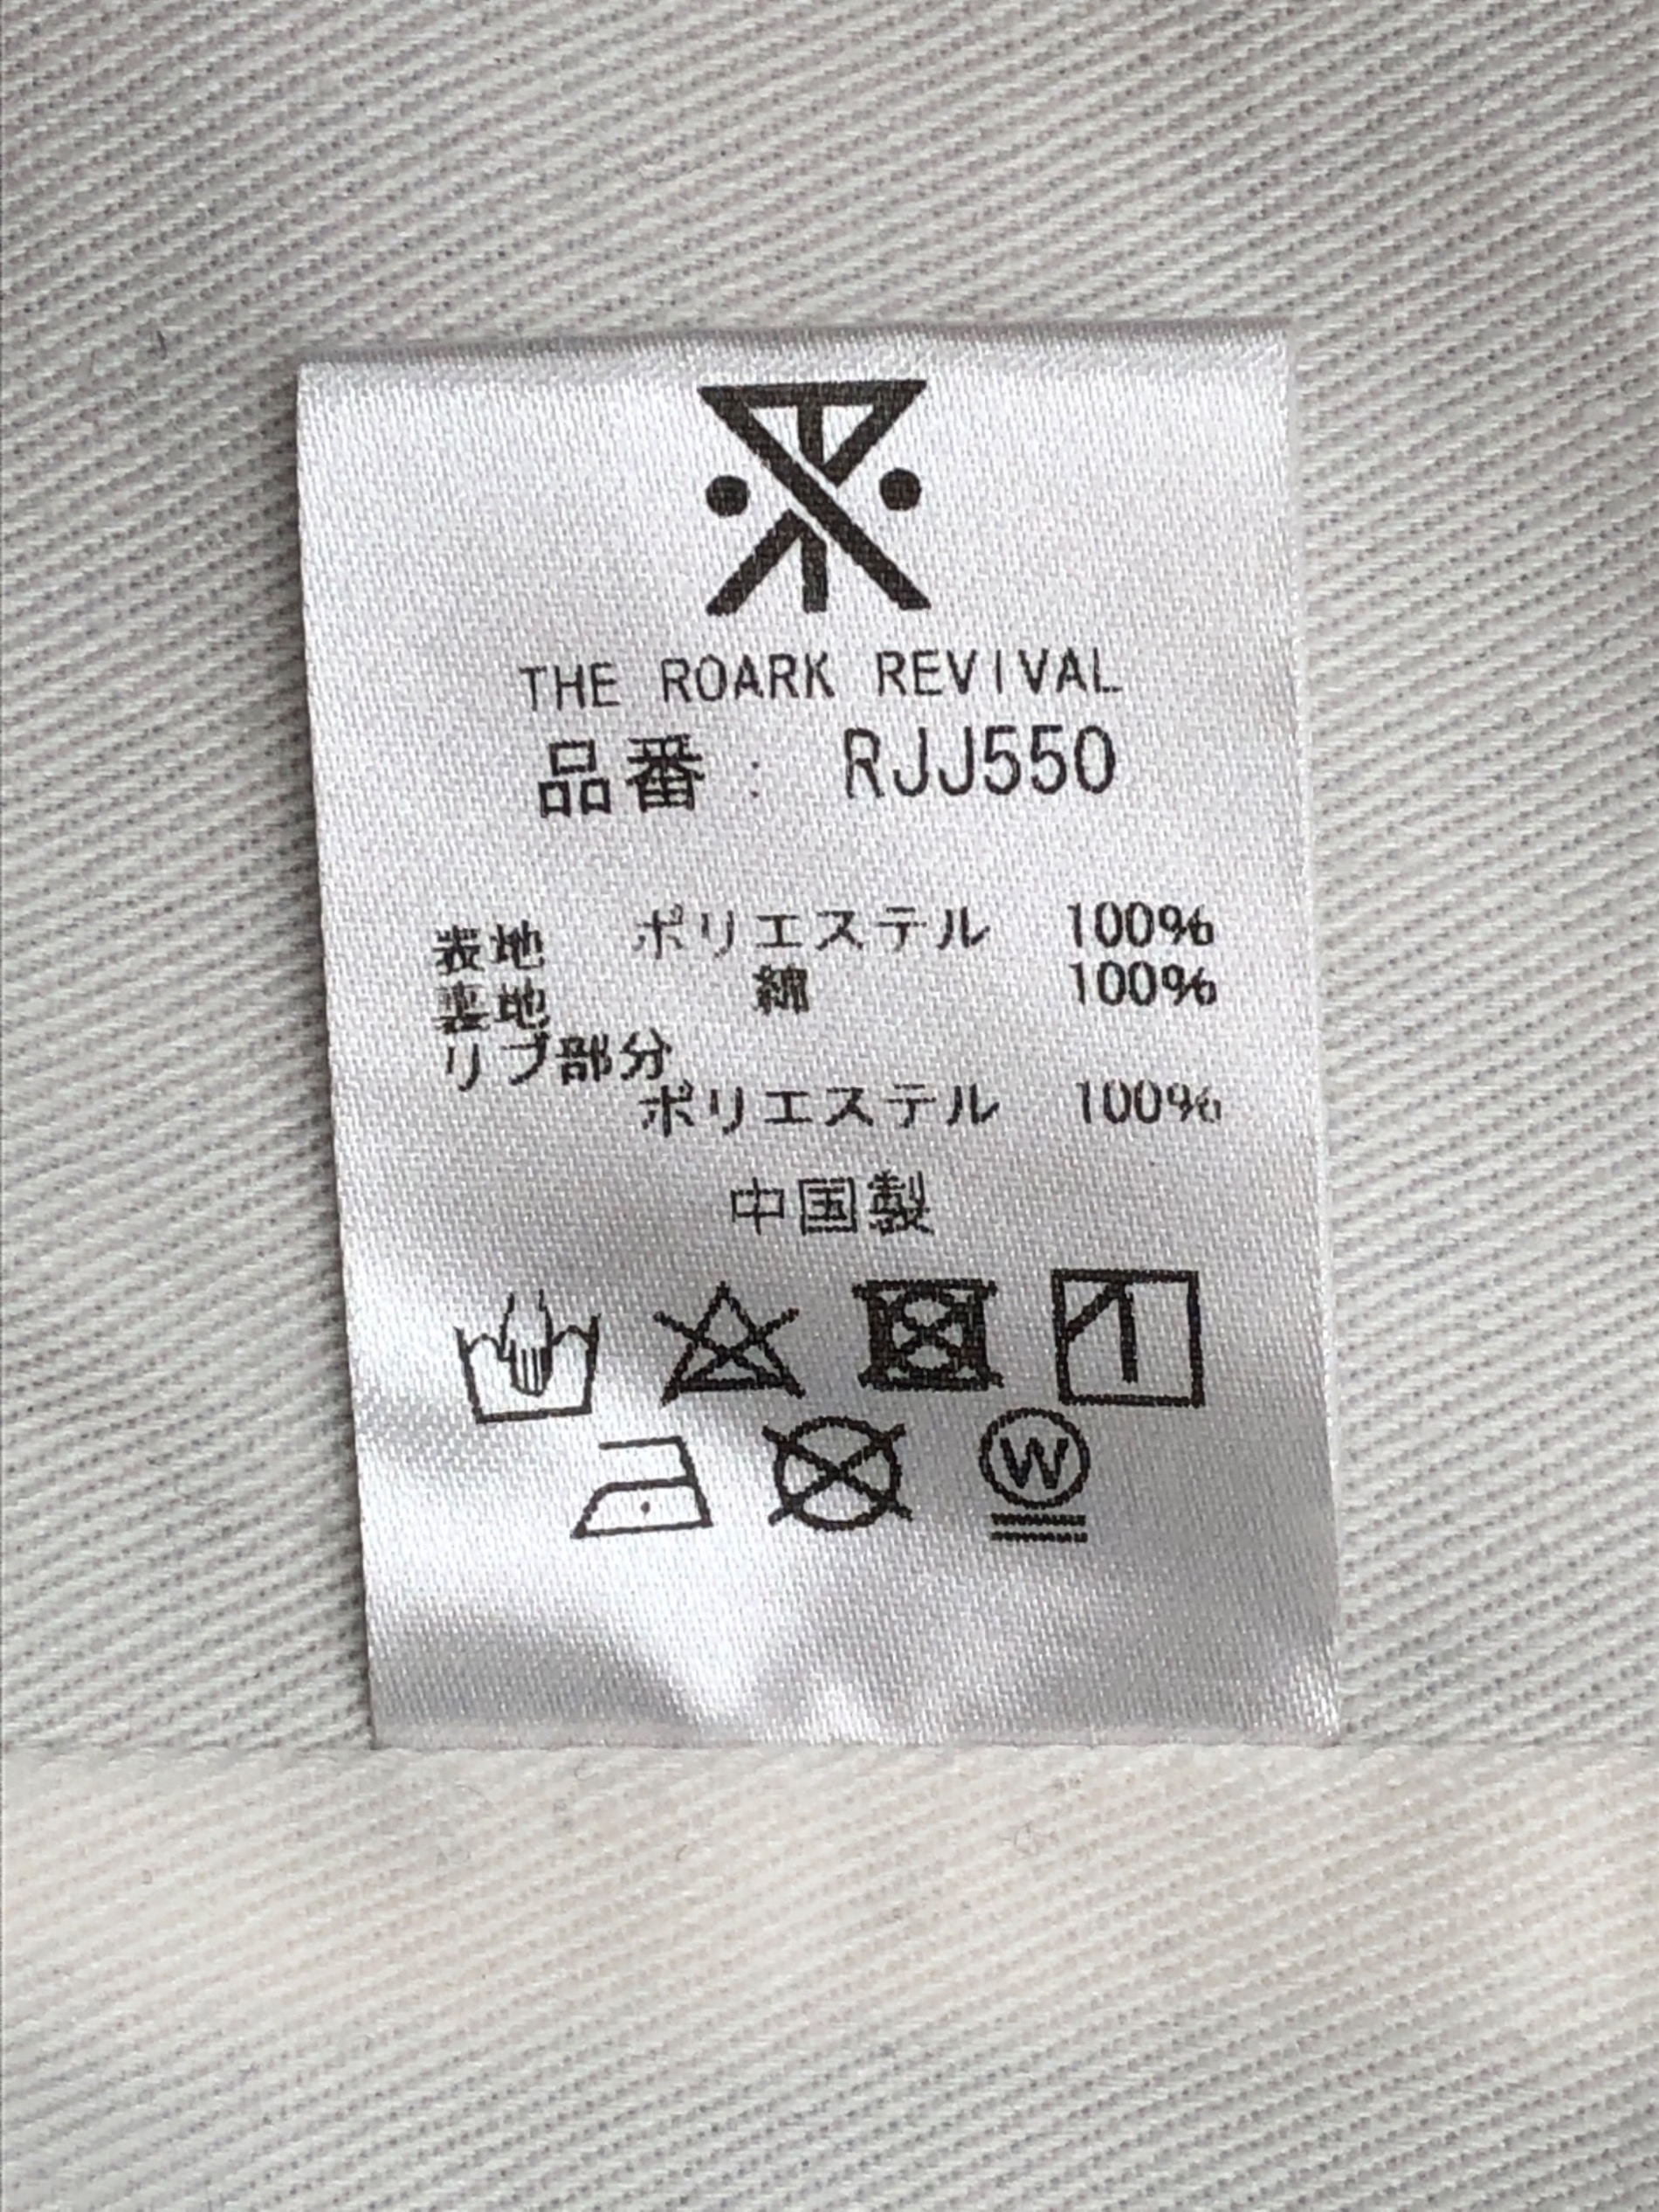 THE ROARK REVIVAL
品番: RJJ550
表地 ポリエステル 100%
裏地 綿 100%
リブ部分
ポリエステル 100%
中国製
W